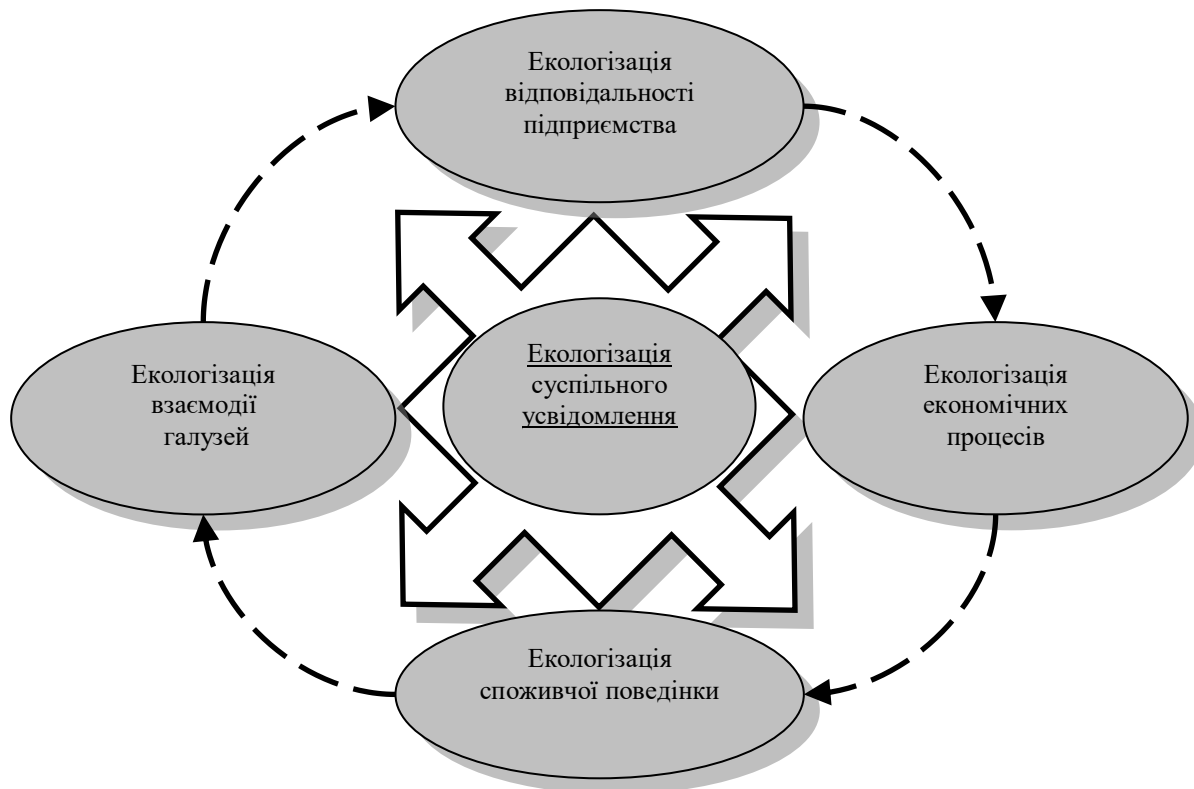 Екологізація
відповідальності
підприємства
Екологізація
взаємодії
галузей
Екологізація
суспільного
усвідомлення
Екологізація
економічних
процесів
Екологізація
споживчої поведінки